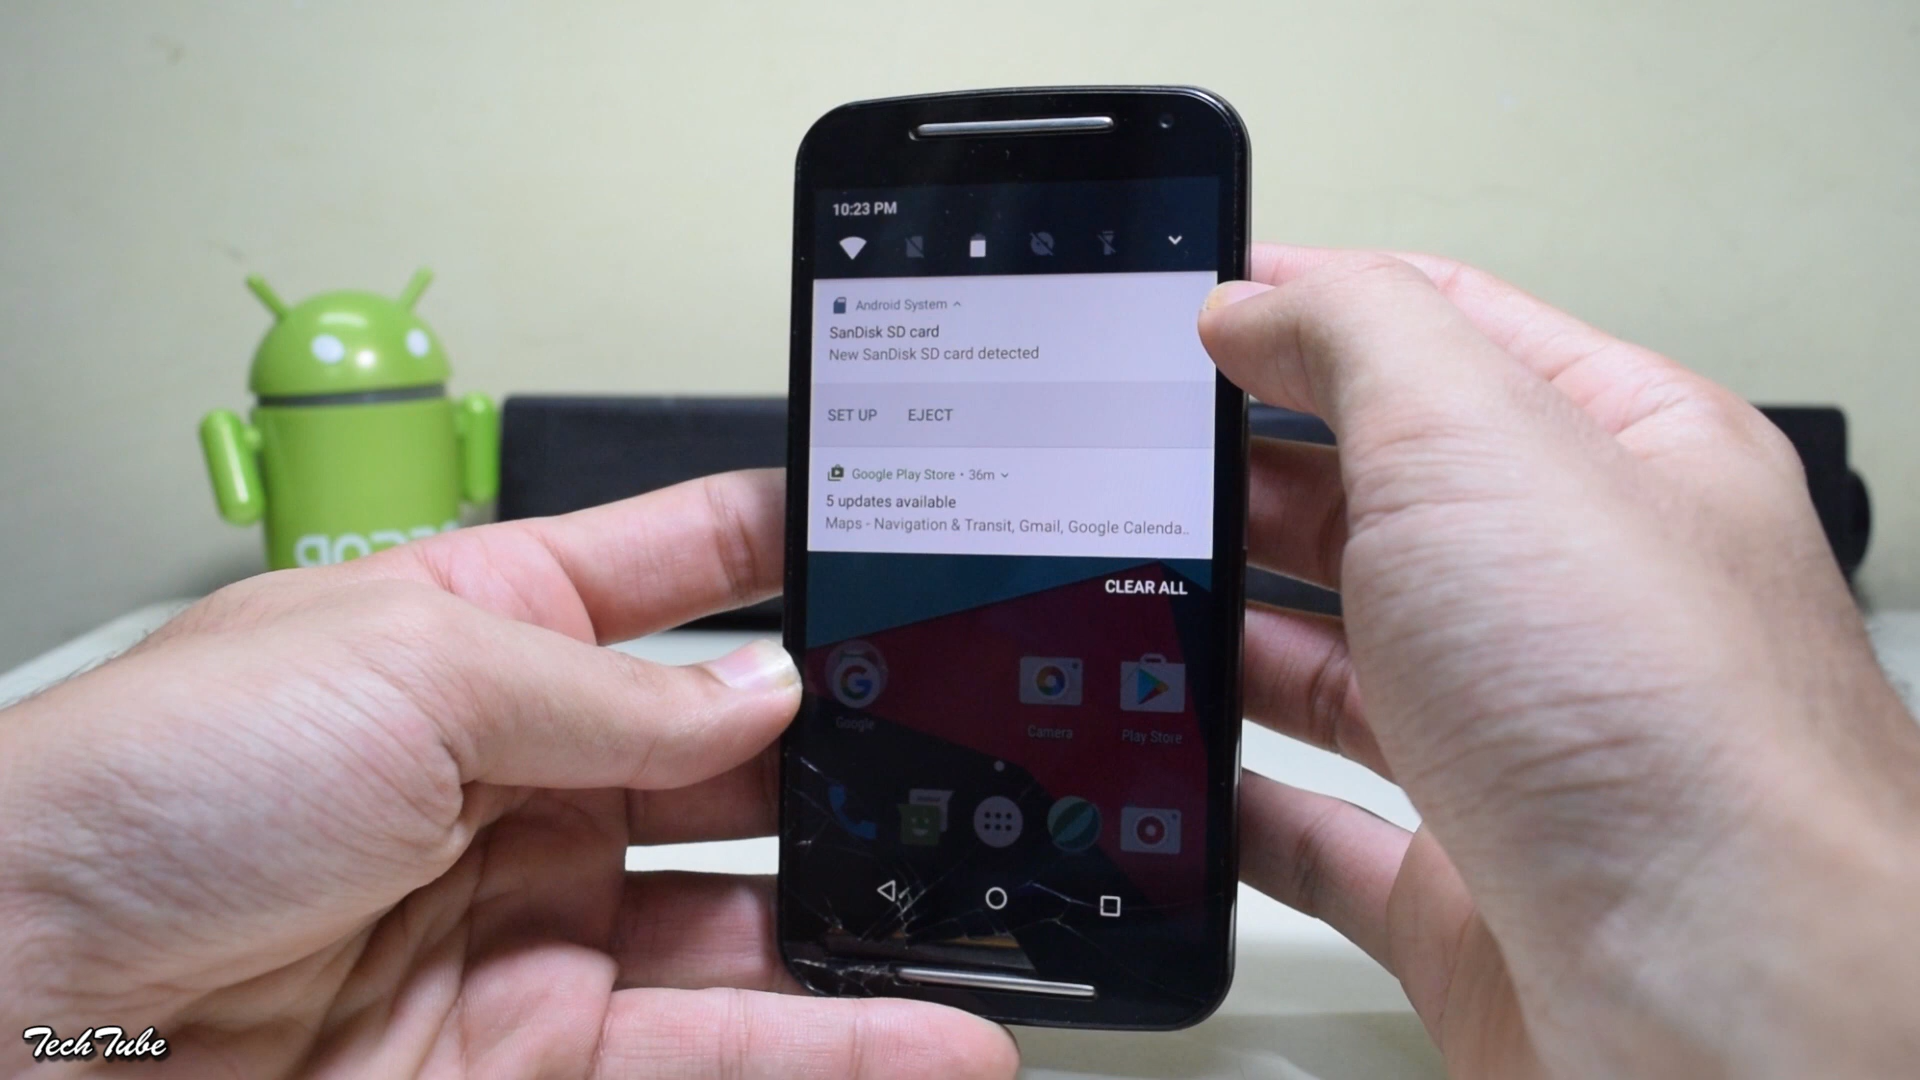 10:23 PM
Android System
SanDisk SD card
New SanDisk SD card detected
SET UP EJECT
Google Play Store • 36m
5 updates available
Maps - Navigation & Transit, Gmail, Google Calenda..
CLEAR ALL
Google
Camera
Play Store
TechTube